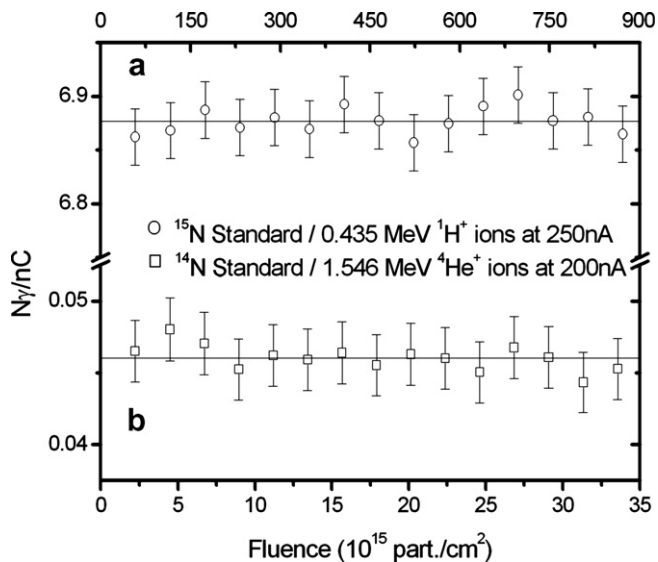 0 150 300 450 600 750 900
a
6.9
6.8
○ ¹⁵N Standard / 0.435 MeV ¹H⁺ ions at 250nA
□ ¹⁴N Standard / 1.546 MeV ⁴He⁺ ions at 200nA
Nγ/nC
0.05
b
0.04
0 5 10 15 20 25 30 35
Fluence (10¹⁵ part./cm²)